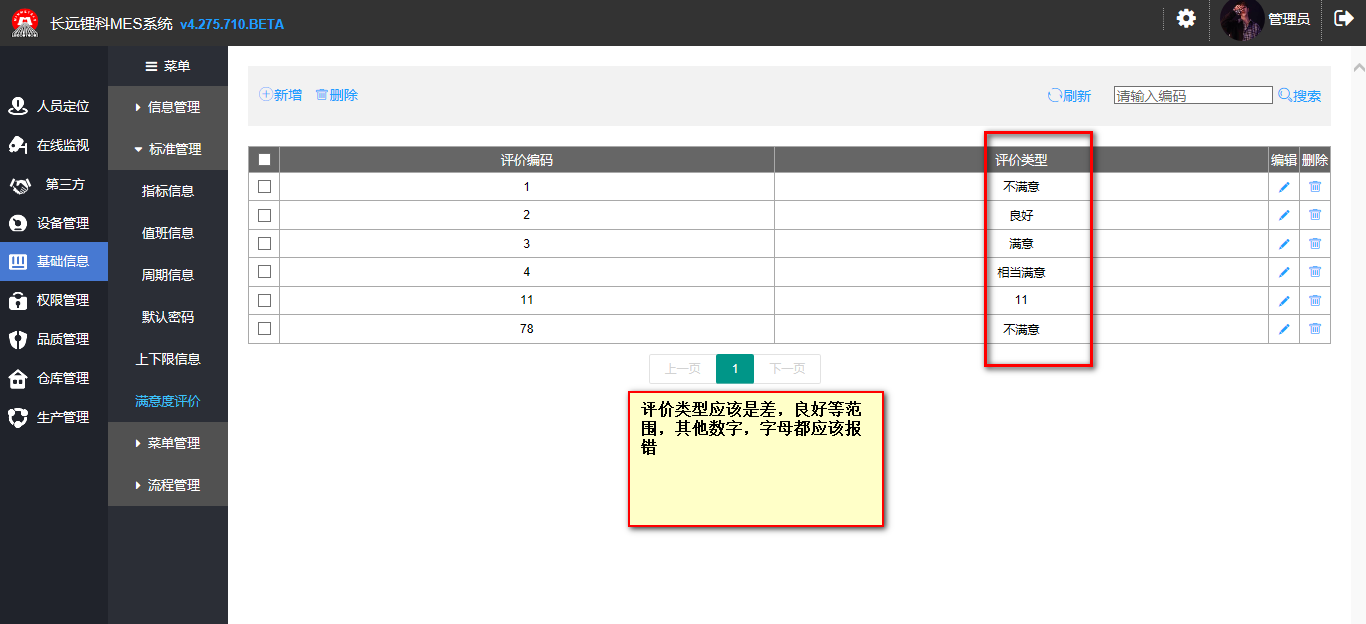 长远锂科MES系统 v4.275.710.BETA
管理员
菜单
人员定位
在线监视
第三方
设备管理
基础信息
权限管理
品质管理
仓库管理
生产管理
信息管理
标准管理
指标信息
值班信息
周期信息
默认密码
上下限信息
满意度评价
菜单管理
流程管理
新增 删除 刷新 请输入编码 搜索
评价编码 评价类型 编辑 删除
1 不满意
2 良好
3 满意
4 相当满意
11 11
78 不满意
上一页 1 下一页
评价类型应该是差，良好等范
围，其他数字，字母都应该报
错